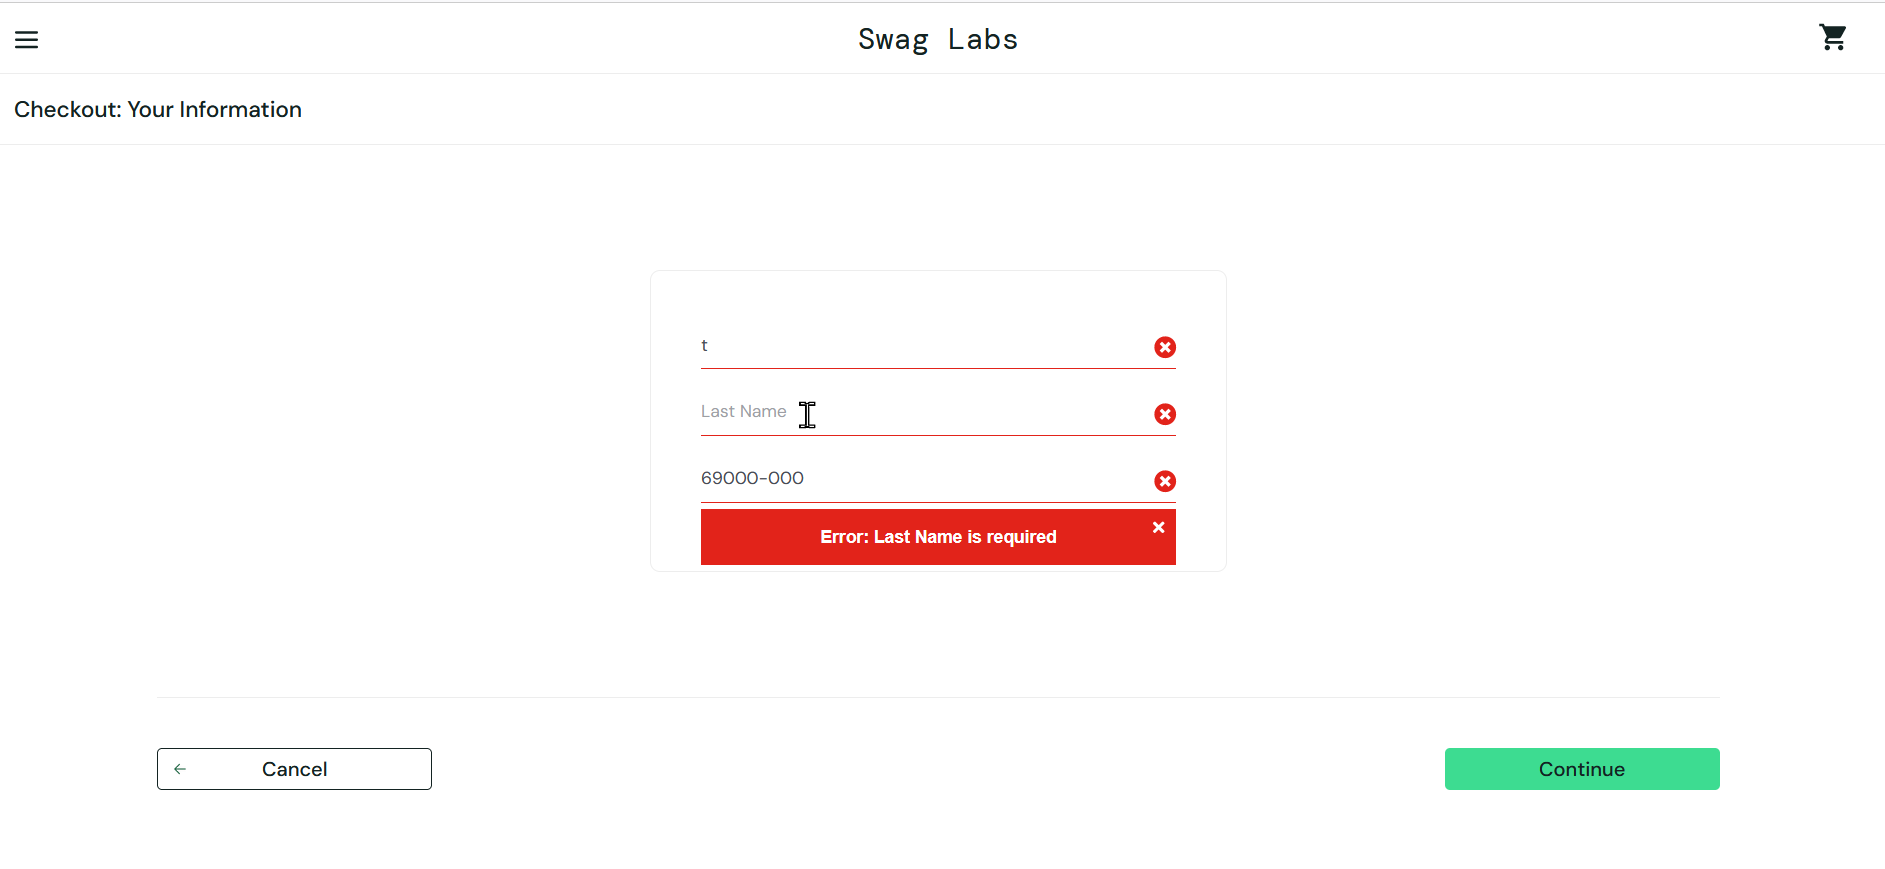 Swag Labs
Checkout: Your Information
t
Last Name
69000-000
Error: Last Name is required
Cancel
Continue